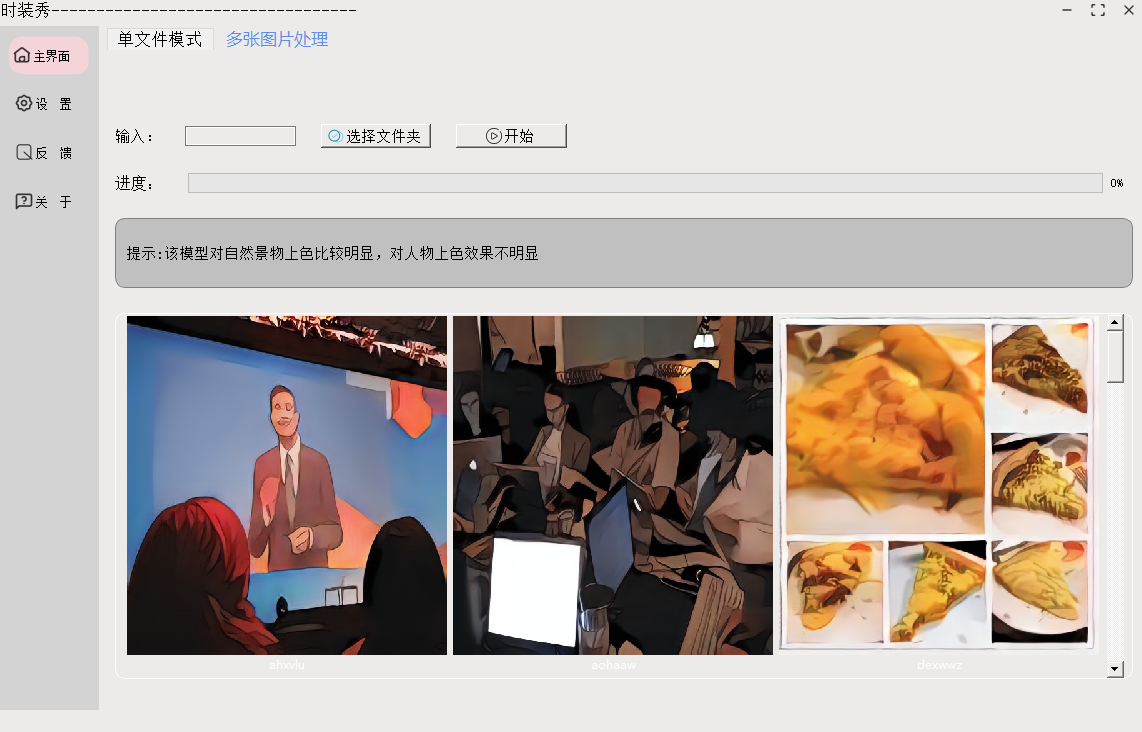 时装秀----------------------------------
单文件模式 多张图片处理
主界面
设 置
反 馈
关 于
输入： 选择文件夹 开始
进度： 0%
提示:该模型对自然景物上色比较明显，对人物上色效果不明显
ahxvlu aohaaw dexwwz